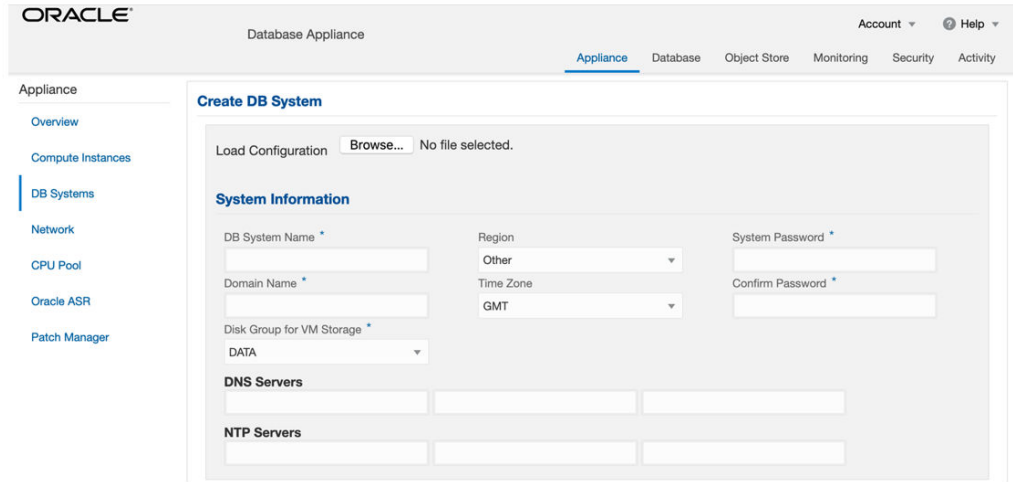 ORACLE®
Database Appliance
Account
Help
Appliance Database Object Store Monitoring Security Activity
Appliance
Overview
Compute Instances
DB Systems
Network
CPU Pool
Oracle ASR
Patch Manager
Create DB System
Load Configuration Browse... No file selected.
System Information
DB System Name * Region System Password *
Other
Domain Name * Time Zone Confirm Password *
GMT
Disk Group for VM Storage *
DATA
DNS Servers
NTP Servers